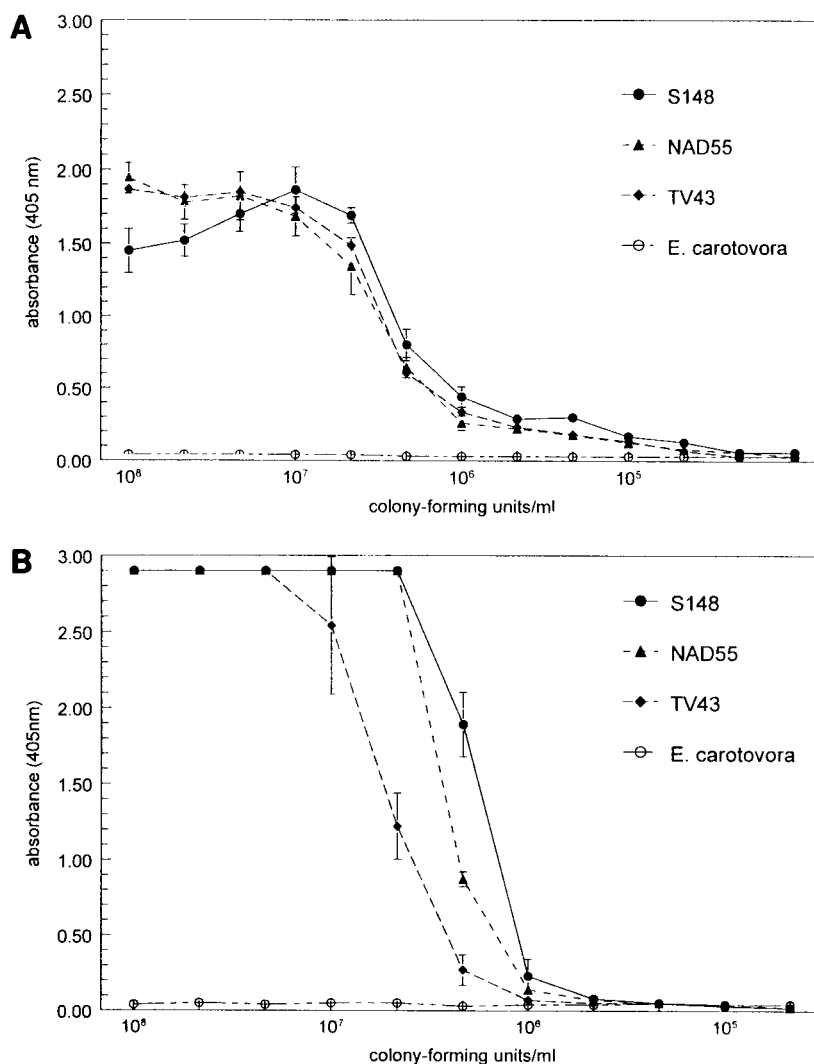 A
3.00
2.50
2.00
1.50
1.00
0.50
0.00
absorbance (405 nm)
S148
NAD55
TV43
E. carotovora
10⁸
10⁷
10⁶
10⁵
colony-forming units/ml
B
3.00
2.50
2.00
1.50
1.00
0.50
0.00
absorbance (405nm)
S148
NAD55
TV43
E. carotovora
10⁸
10⁷
10⁶
10⁵
colony-forming units/ml